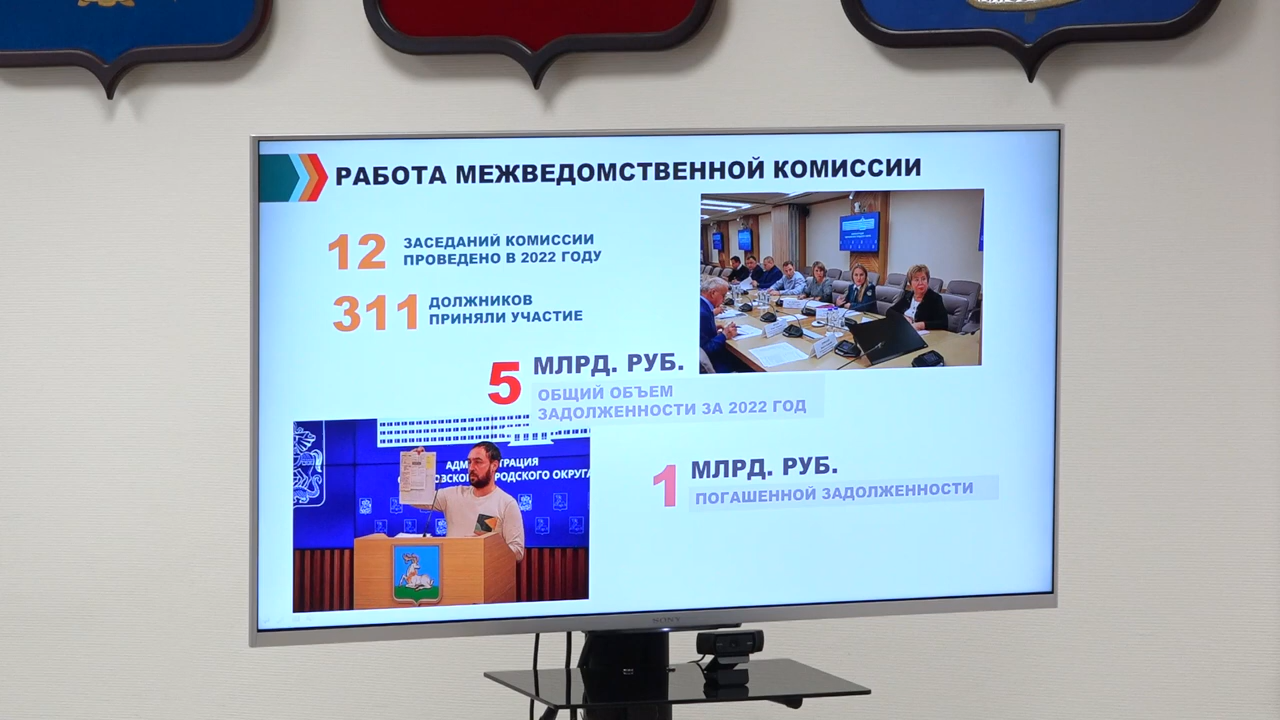 РАБОТА МЕЖВЕДОМСТВЕННОЙ КОМИССИИ
12 ЗАСЕДАНИЙ КОМИССИИ
ПРОВЕДЕНО В 2022 ГОДУ
311 ДОЛЖНИКОВ
ПРИНЯЛИ УЧАСТИЕ
5 МЛРД. РУБ.
ОБЩИЙ ОБЪЕМ
ЗАДОЛЖЕННОСТИ ЗА 2022 ГОД
1 МЛРД. РУБ.
ПОГАШЕННОЙ ЗАДОЛЖЕННОСТИ
SONY